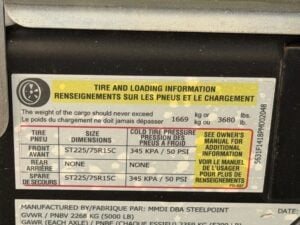 TIRE AND LOADING INFORMATION
RENSEIGNEMENTS SUR LES PNEUS ET LE CHARGEMENT
The weight of the cargo should never exceed
Le poids du chargement ne doit jamais dépasser 1669 kg or kg ou 3680 lbs. lb.
TIRE PNEU
SIZE DIMENSIONS
COLD TIRE PRESSURE PRESSION DES PNEUS A FROID
SEE OWNER'S MANUAL FOR ADDITIONAL INFORMATION
VOIR LE MANUEL DE L'USAGER POUR PLUS DE RENSEIGNEMENTS
FRONT AVANT
ST225/75R15C
345 KPA / 50 PSI
REAR ARRIERE
NONE
NONE
SPARE DE SECOURS
ST225/75R15C
345 KPA / 50 PSI
MANUFACTURED BY/FABRIQUE PAR: MMDI DBA STEELPOINT
GVWR / PNBV 2268 KG (5000 LB)